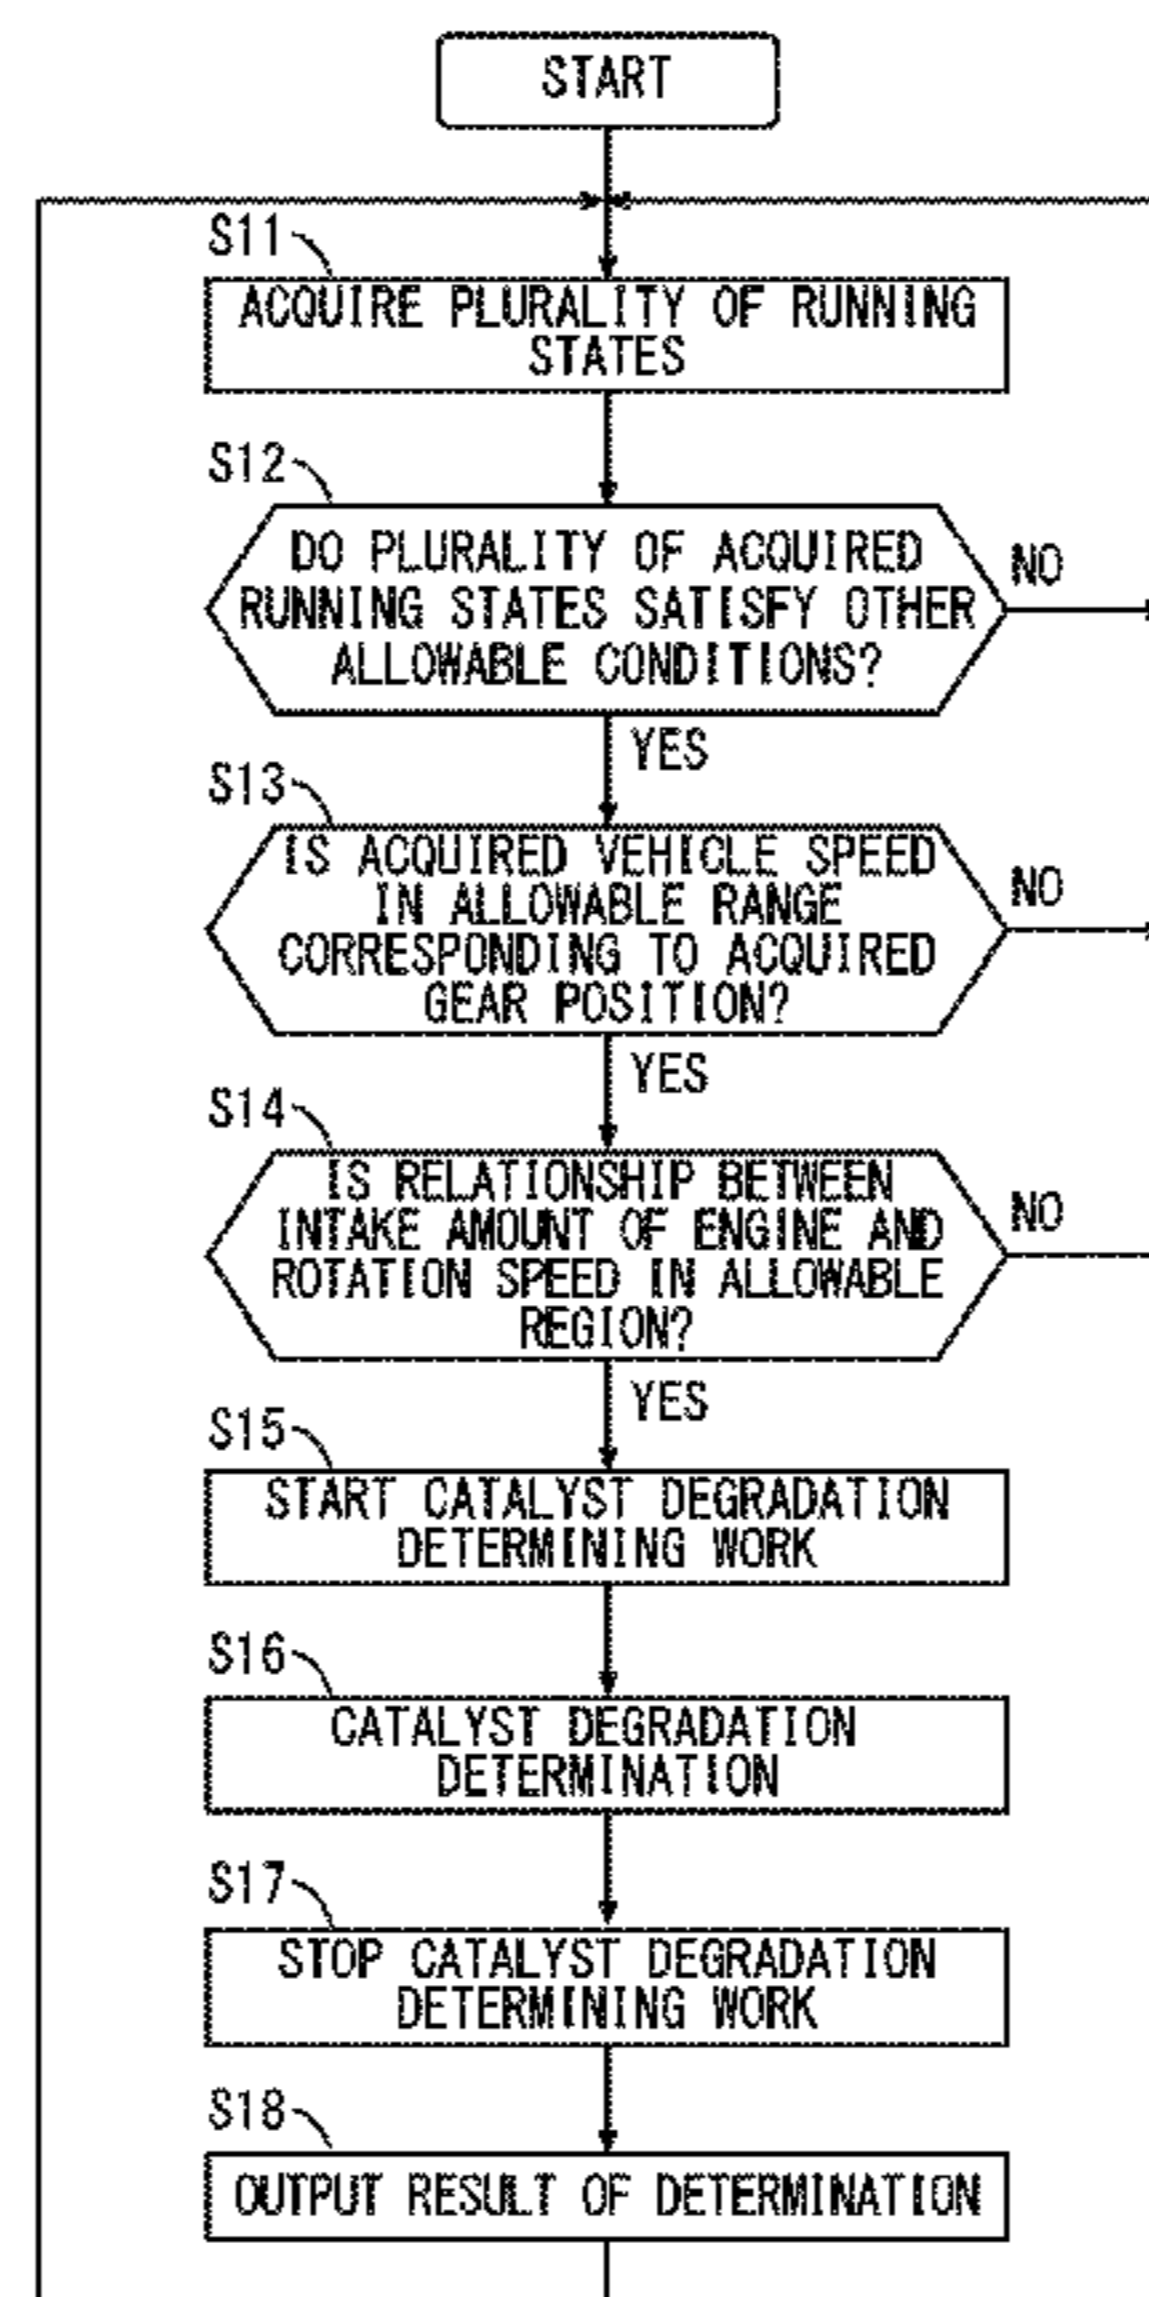 START
S11
ACQUIRE PLURALITY OF RUNNING
STATES
S12
DO PLURALITY OF ACQUIRED
RUNNING STATES SATISFY OTHER
ALLOWABLE CONDITIONS?
NO
YES
S13
IS ACQUIRED VEHICLE SPEED
IN ALLOWABLE RANGE
CORRESPONDING TO ACQUIRED
GEAR POSITION?
NO
YES
S14
IS RELATIONSHIP BETWEEN
INTAKE AMOUNT OF ENGINE AND
ROTATION SPEED IN ALLOWABLE
REGION?
NO
YES
S15
START CATALYST DEGRADATION
DETERMINING WORK
S16
CATALYST DEGRADATION
DETERMINATION
S17
STOP CATALYST DEGRADATION
DETERMINING WORK
S18
OUTPUT RESULT OF DETERMINATION